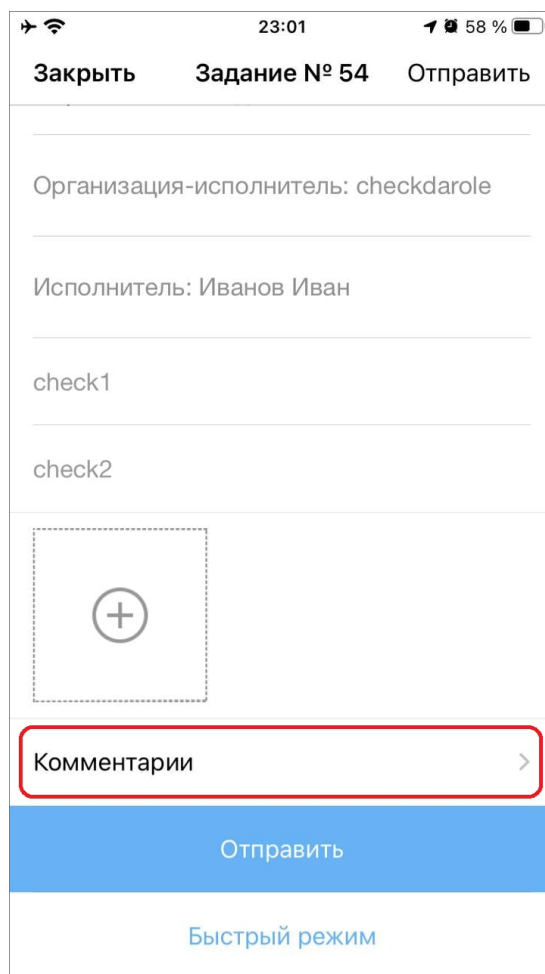 23:01 58 %
Закрыть Задание № 54 Отправить
Организация-исполнитель: checkdarole
Исполнитель: Иванов Иван
check1
check2
Комментарии
Отправить
Быстрый режим